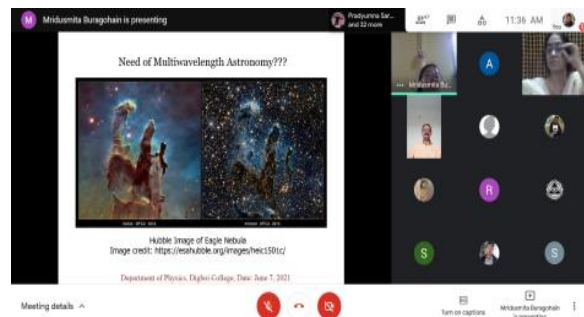 M Mridusmita Buragohain is presenting
Pradyumna Sar...
and 32 more
11:36 AM
Need of Multiwavelength Astronomy???
Hubble Image of Eagle Nebula
Image credit: https://esahubble.org/images/heic1501c/
Department of Physics, Digboi College, Date: June 7, 2021
Mridusmita Bu...
A
R
S
S
Meeting details
Turn on captions
Mridusmita Buragohain
is presenting